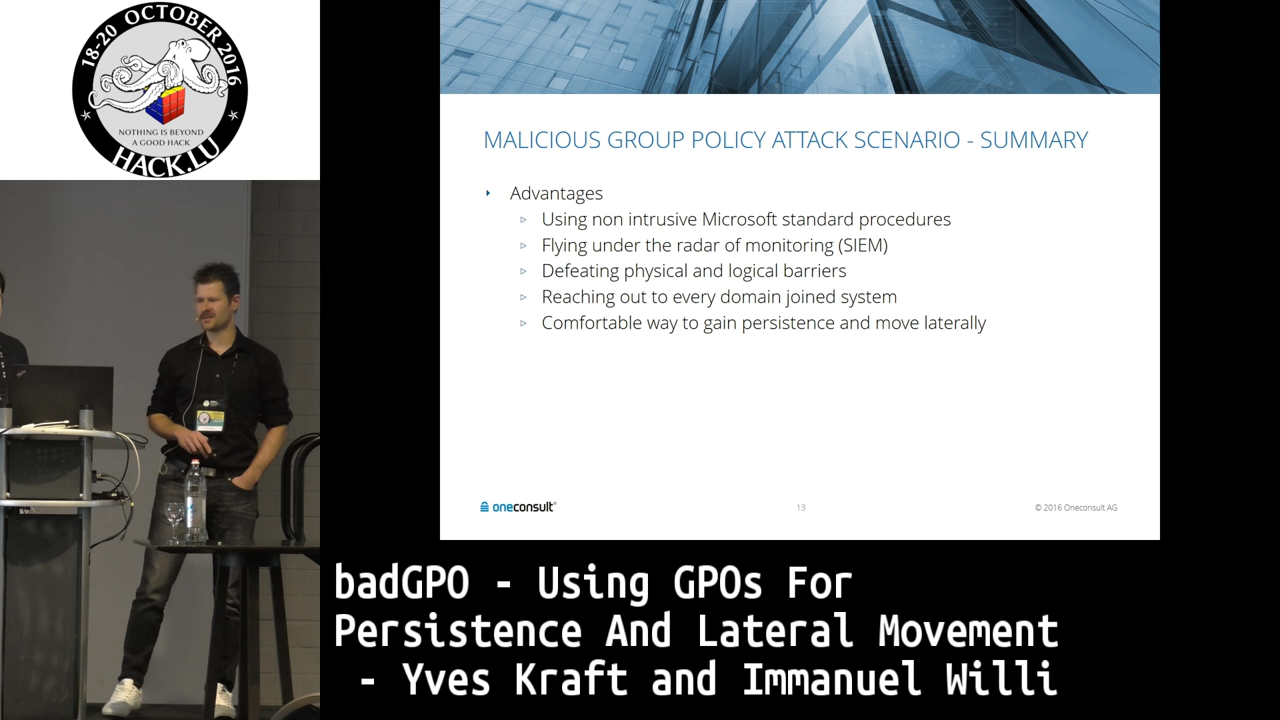 18-20 OCTOBER 2016
NOTHING IS BEYOND
A GOOD HACK
HACK.LU
MALICIOUS GROUP POLICY ATTACK SCENARIO - SUMMARY
Advantages
Using non intrusive Microsoft standard procedures
Flying under the radar of monitoring (SIEM)
Defeating physical and logical barriers
Reaching out to every domain joined system
Comfortable way to gain persistence and move laterally
oneconsult®
13
© 2016 Oneconsult AG
badGPO - Using GPOs For
Persistence And Lateral Movement
- Yves Kraft and Immanuel Willi